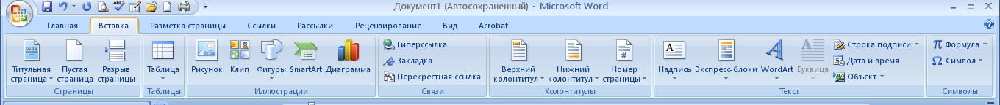 Документ1 (Автосохраненный) - Microsoft Word
Главная Вставка Разметка страницы Ссылки Рассылки Рецензирование Вид Acrobat
Титульная страница
Пустая страница
Разрыв страницы
Страницы
Таблица
Таблицы
Рисунок
Клип
Фигуры
SmartArt
Диаграмма
Иллюстрации
Гиперссылка
Закладка
Перекрестная ссылка
Связи
Верхний колонтитул
Нижний колонтитул
Номер страницы
Колонтитулы
Надпись
Экспресс-блоки
WordArt
Буквица
Строка подписи
Дата и время
Объект
Текст
Формула
Символ
Символы